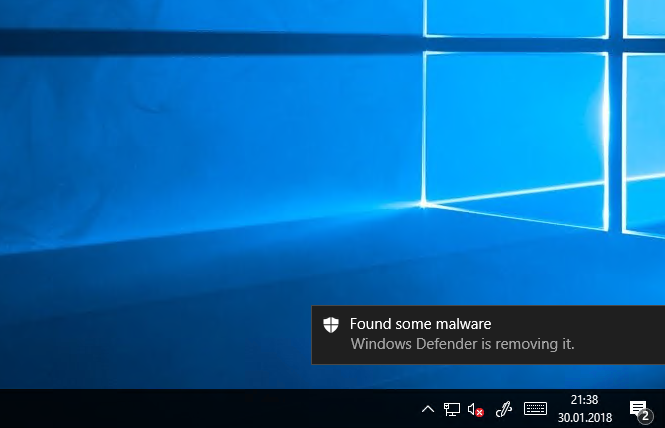 Found some malware
Windows Defender is removing it.
21:38
30.01.2018
2